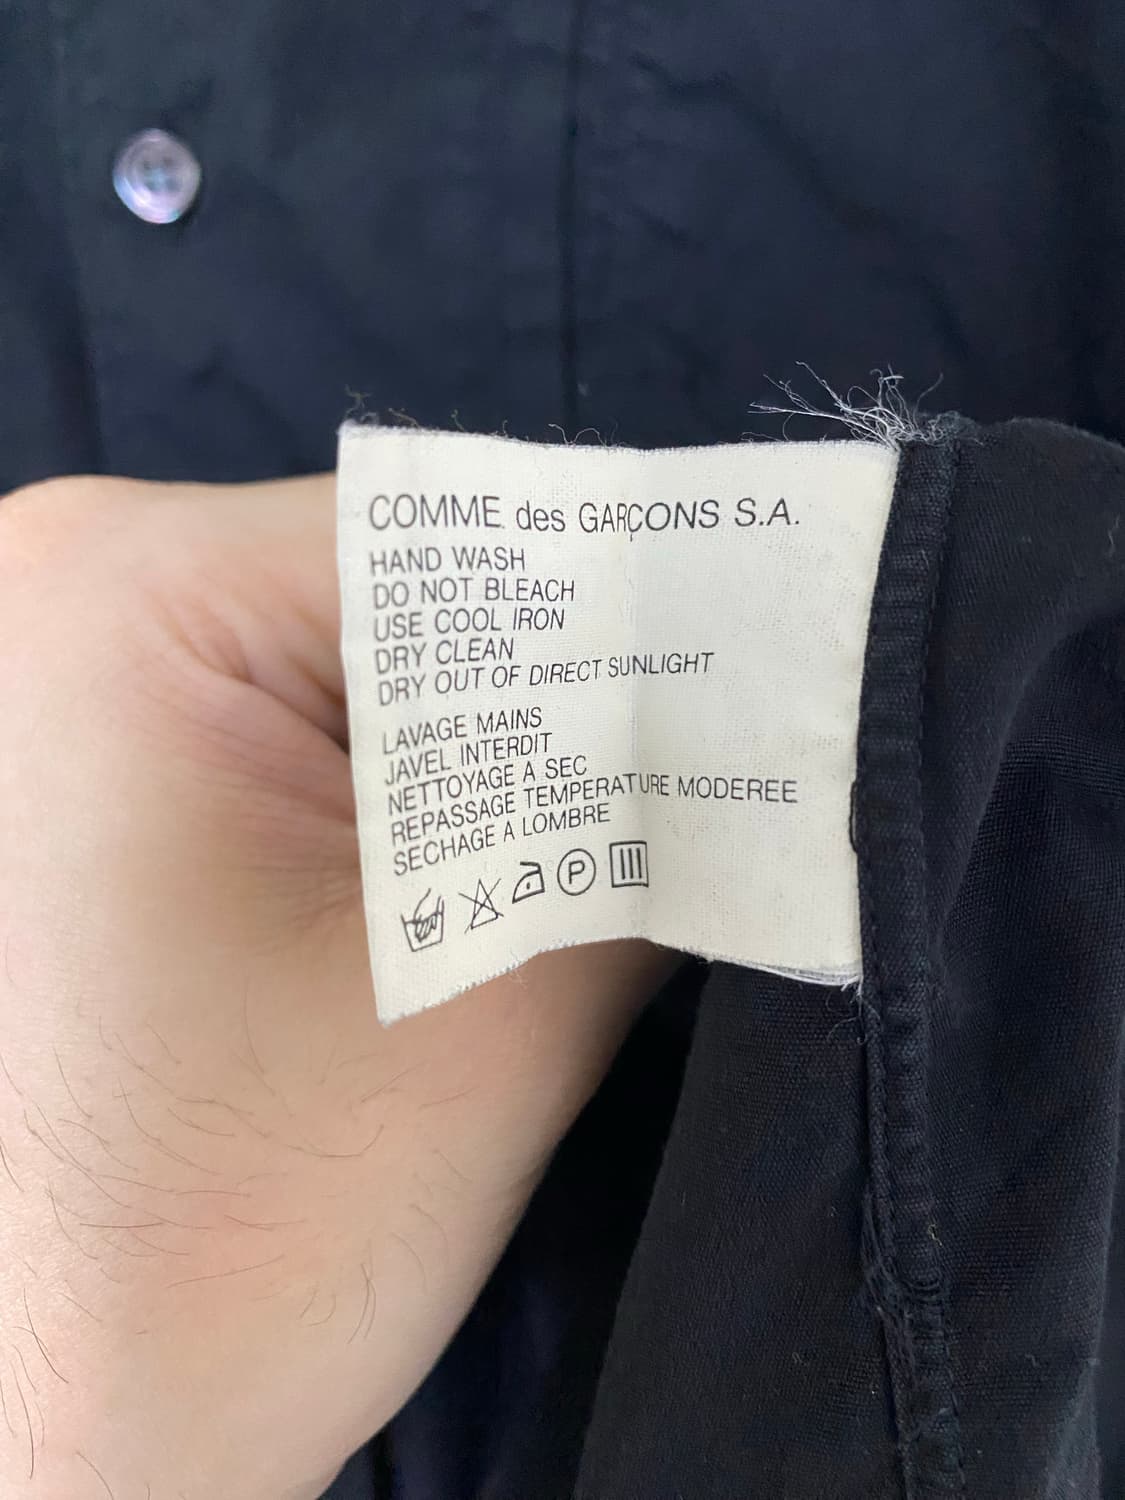 COMME des GARÇONS S.A.
HAND WASH
DO NOT BLEACH
USE COOL IRON
DRY CLEAN
DRY OUT OF DIRECT SUNLIGHT
LAVAGE MAINS
JAVEL INTERDIT
NETTOYAGE A SEC
REPASSAGE TEMPERATURE MODEREE
SECHAGE A LOMBRE
P